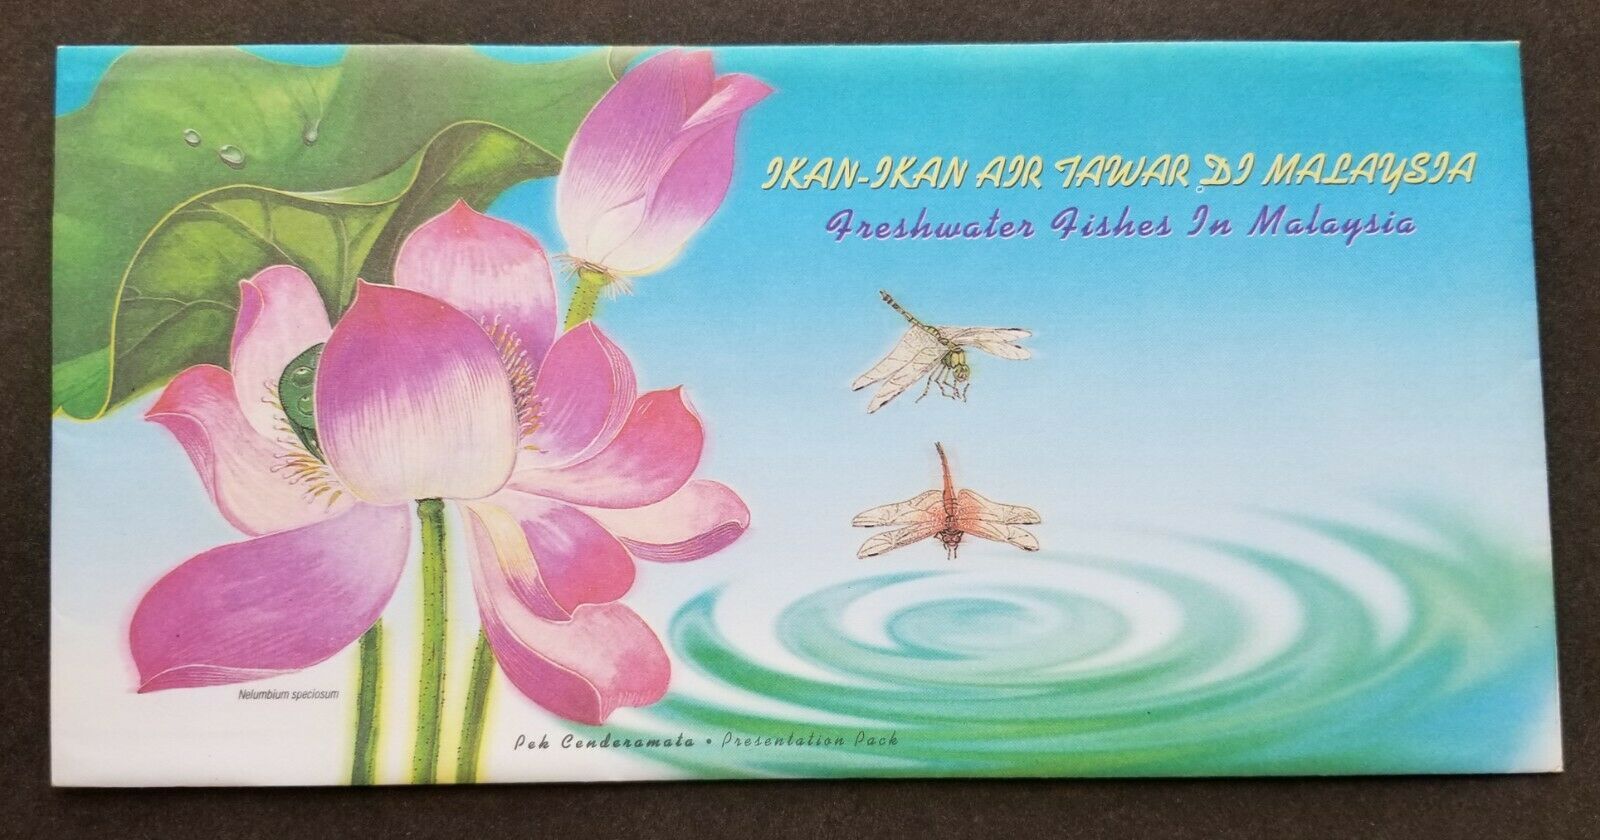 IKAN-IKAN AIR TAWAR DI MALAYSIA
Freshwater Fishes In Malaysia
Nelumbium speciosum
Pek Cenderamata • Presentation Pack